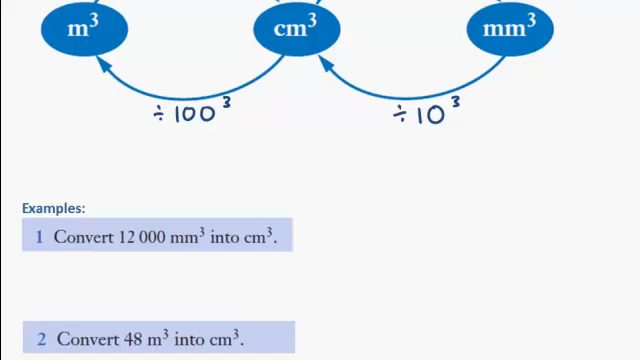 m³ cm³ mm³
÷100³ ÷10³
Examples:
1 Convert 12 000 mm³ into cm³.
2 Convert 48 m³ into cm³.